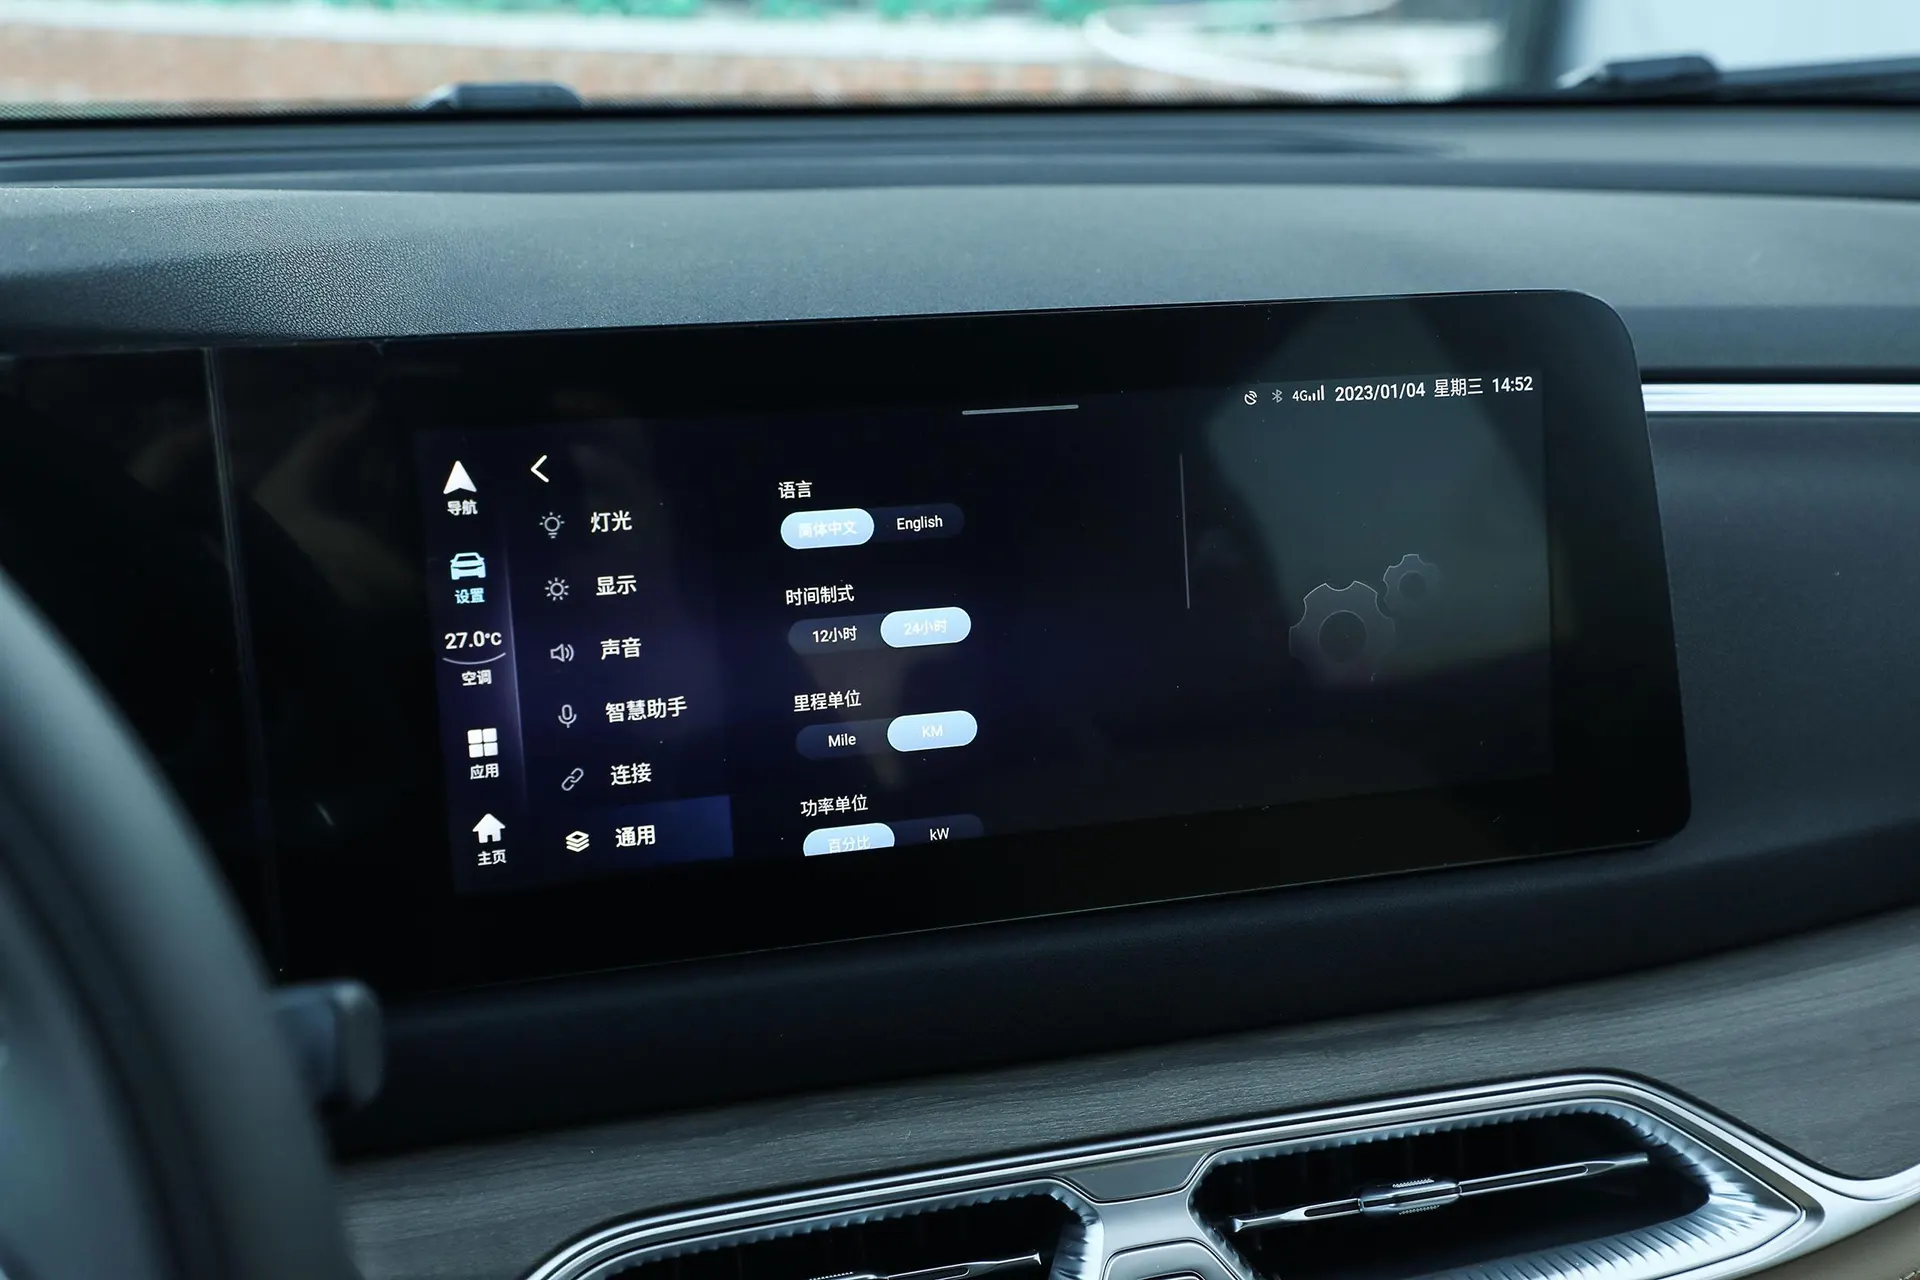 4G 2023/01/04 星期三 14:52
导航
设置
27.0°C
空调
应用
主页
灯光
显示
声音
智慧助手
连接
通用
语言
简体中文 English
时间制式
12小时 24小时
里程单位
Mile KM
功率单位
百分比 kW